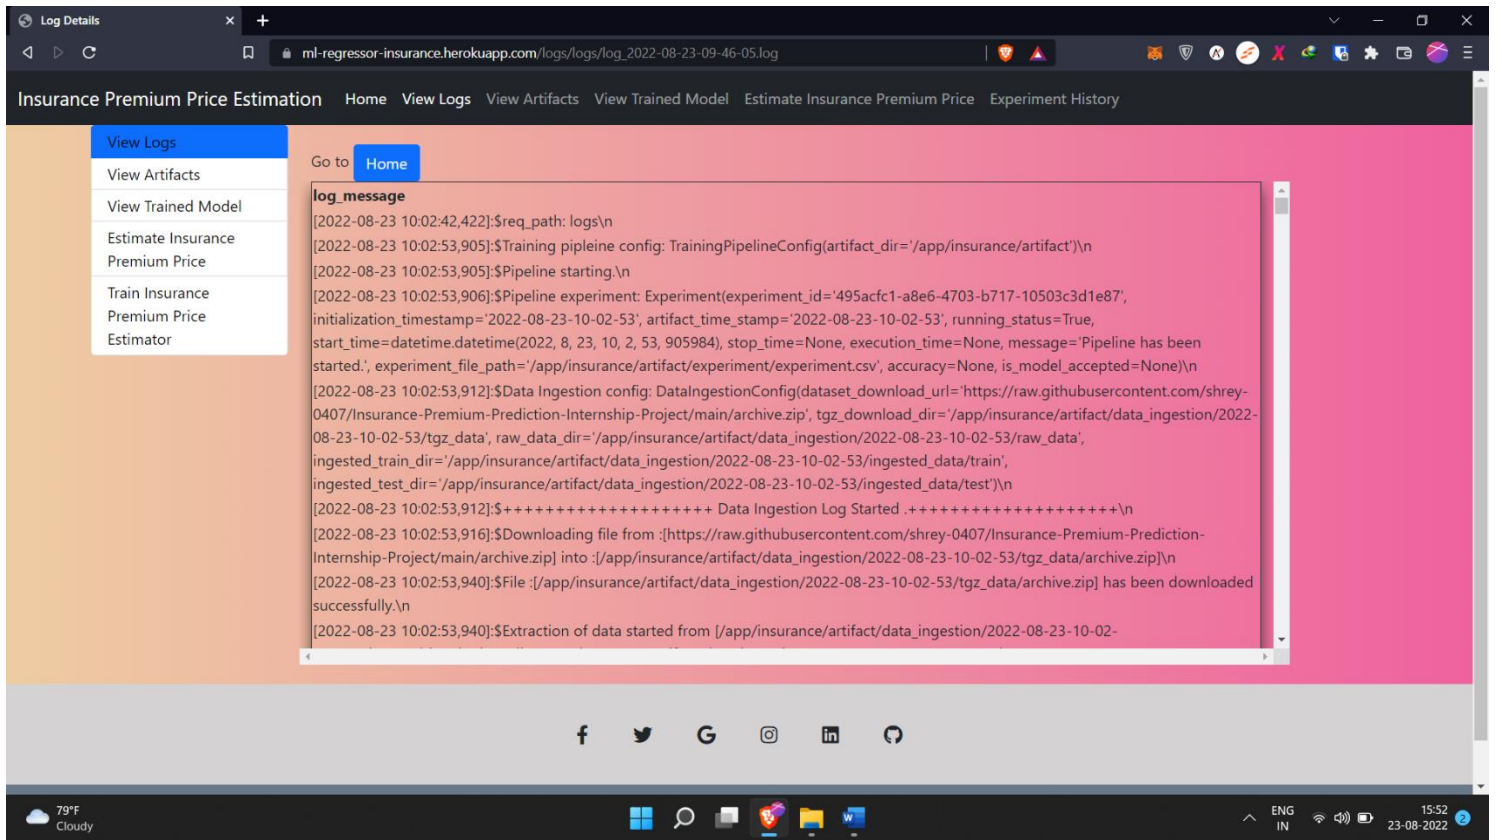 Log Details
ml-regressor-insurance.herokuapp.com/logs/logs/log_2022-08-23-09-46-05.log
Insurance Premium Price Estimation Home View Logs View Artifacts View Trained Model Estimate Insurance Premium Price Experiment History
View Logs
View Artifacts
View Trained Model
Estimate Insurance
Premium Price
Train Insurance
Premium Price
Estimator
Go to Home
log_message
[2022-08-23 10:02:42,422]:$req_path: logs\n
[2022-08-23 10:02:53,905]:$Training pipleine config: TrainingPipelineConfig(artifact_dir='/app/insurance/artifact')\n
[2022-08-23 10:02:53,905]:$Pipeline starting.\n
[2022-08-23 10:02:53,906]:$Pipeline experiment: Experiment(experiment_id='495acfc1-a8e6-4703-b717-10503c3d1e87',
initialization_timestamp='2022-08-23-10-02-53', artifact_time_stamp='2022-08-23-10-02-53', running_status=True,
start_time=datetime.datetime(2022, 8, 23, 10, 2, 53, 905984), stop_time=None, execution_time=None, message='Pipeline has been
started.', experiment_file_path='/app/insurance/artifact/experiment/experiment.csv', accuracy=None, is_model_accepted=None)\n
[2022-08-23 10:02:53,912]:$Data Ingestion config: DataIngestionConfig(dataset_download_url='https://raw.githubusercontent.com/shrey-
0407/Insurance-Premium-Prediction-Internship-Project/main/archive.zip', tgz_download_dir='/app/insurance/artifact/data_ingestion/2022-
08-23-10-02-53/tgz_data', raw_data_dir='/app/insurance/artifact/data_ingestion/2022-08-23-10-02-53/raw_data',
ingested_train_dir='/app/insurance/artifact/data_ingestion/2022-08-23-10-02-53/ingested_data/train',
ingested_test_dir='/app/insurance/artifact/data_ingestion/2022-08-23-10-02-53/ingested_data/test')\n
[2022-08-23 10:02:53,912]:$++++++++++++++++++++ Data Ingestion Log Started .++++++++++++++++++++\n
[2022-08-23 10:02:53,916]:$Downloading file from :[https://raw.githubusercontent.com/shrey-0407/Insurance-Premium-Prediction-
Internship-Project/main/archive.zip] into :[/app/insurance/artifact/data_ingestion/2022-08-23-10-02-53/tgz_data/archive.zip]\n
[2022-08-23 10:02:53,940]:$File :[/app/insurance/artifact/data_ingestion/2022-08-23-10-02-53/tgz_data/archive.zip] has been downloaded
successfully.\n
[2022-08-23 10:02:53,940]:$Extraction of data started from [/app/insurance/artifact/data_ingestion/2022-08-23-10-02-
79°F
Cloudy
ENG
IN
15:52
23-08-2022
2